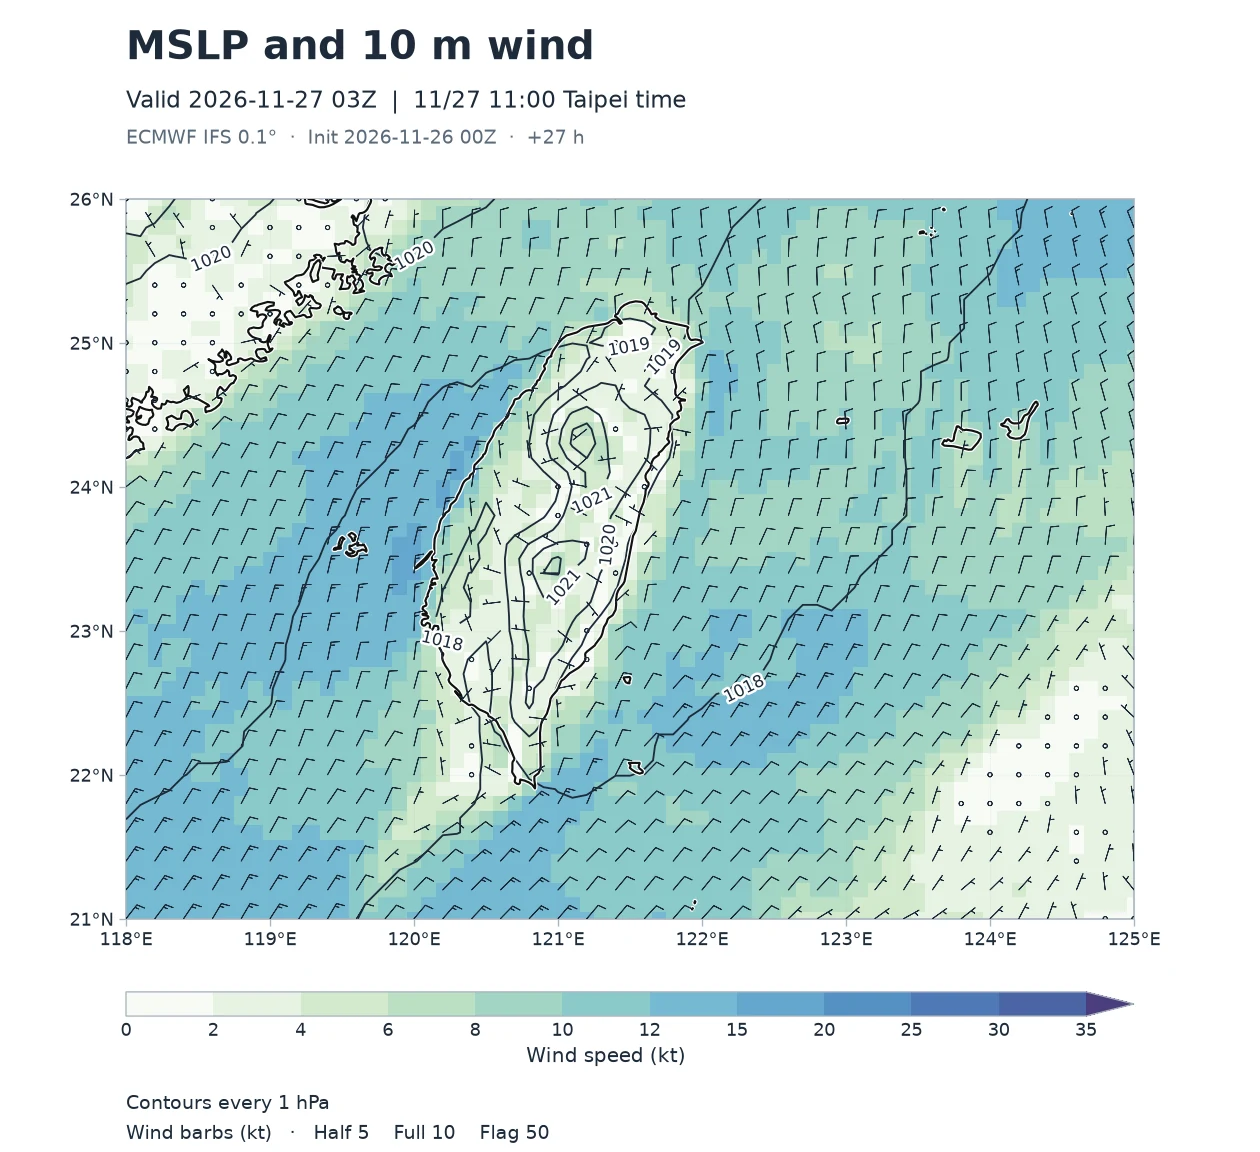 MSLP and 10 m wind
Valid 2026-11-27 03Z | 11/27 11:00 Taipei time
ECMWF IFS 0.1° · Init 2026-11-26 00Z · +27 h
26°N
25°N
24°N
23°N
22°N
21°N
1020
1020
1019
1019
1021
1020
1021
1018
1018
118°E 119°E 120°E 121°E 122°E 123°E 124°E 125°E
0 2 4 6 8 10 12 15 20 25 30 35
Wind speed (kt)
Contours every 1 hPa
Wind barbs (kt) · Half 5 Full 10 Flag 50